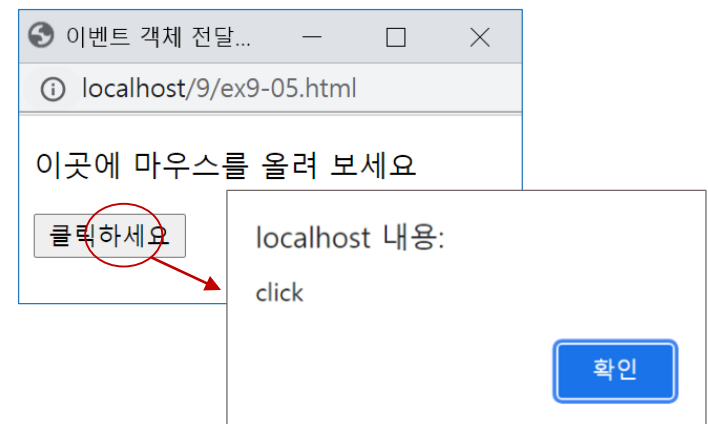 이벤트 객체 전달...
localhost/9/ex9-05.html
이곳에 마우스를 올려 보세요
클릭하세요
localhost 내용:
click
확인